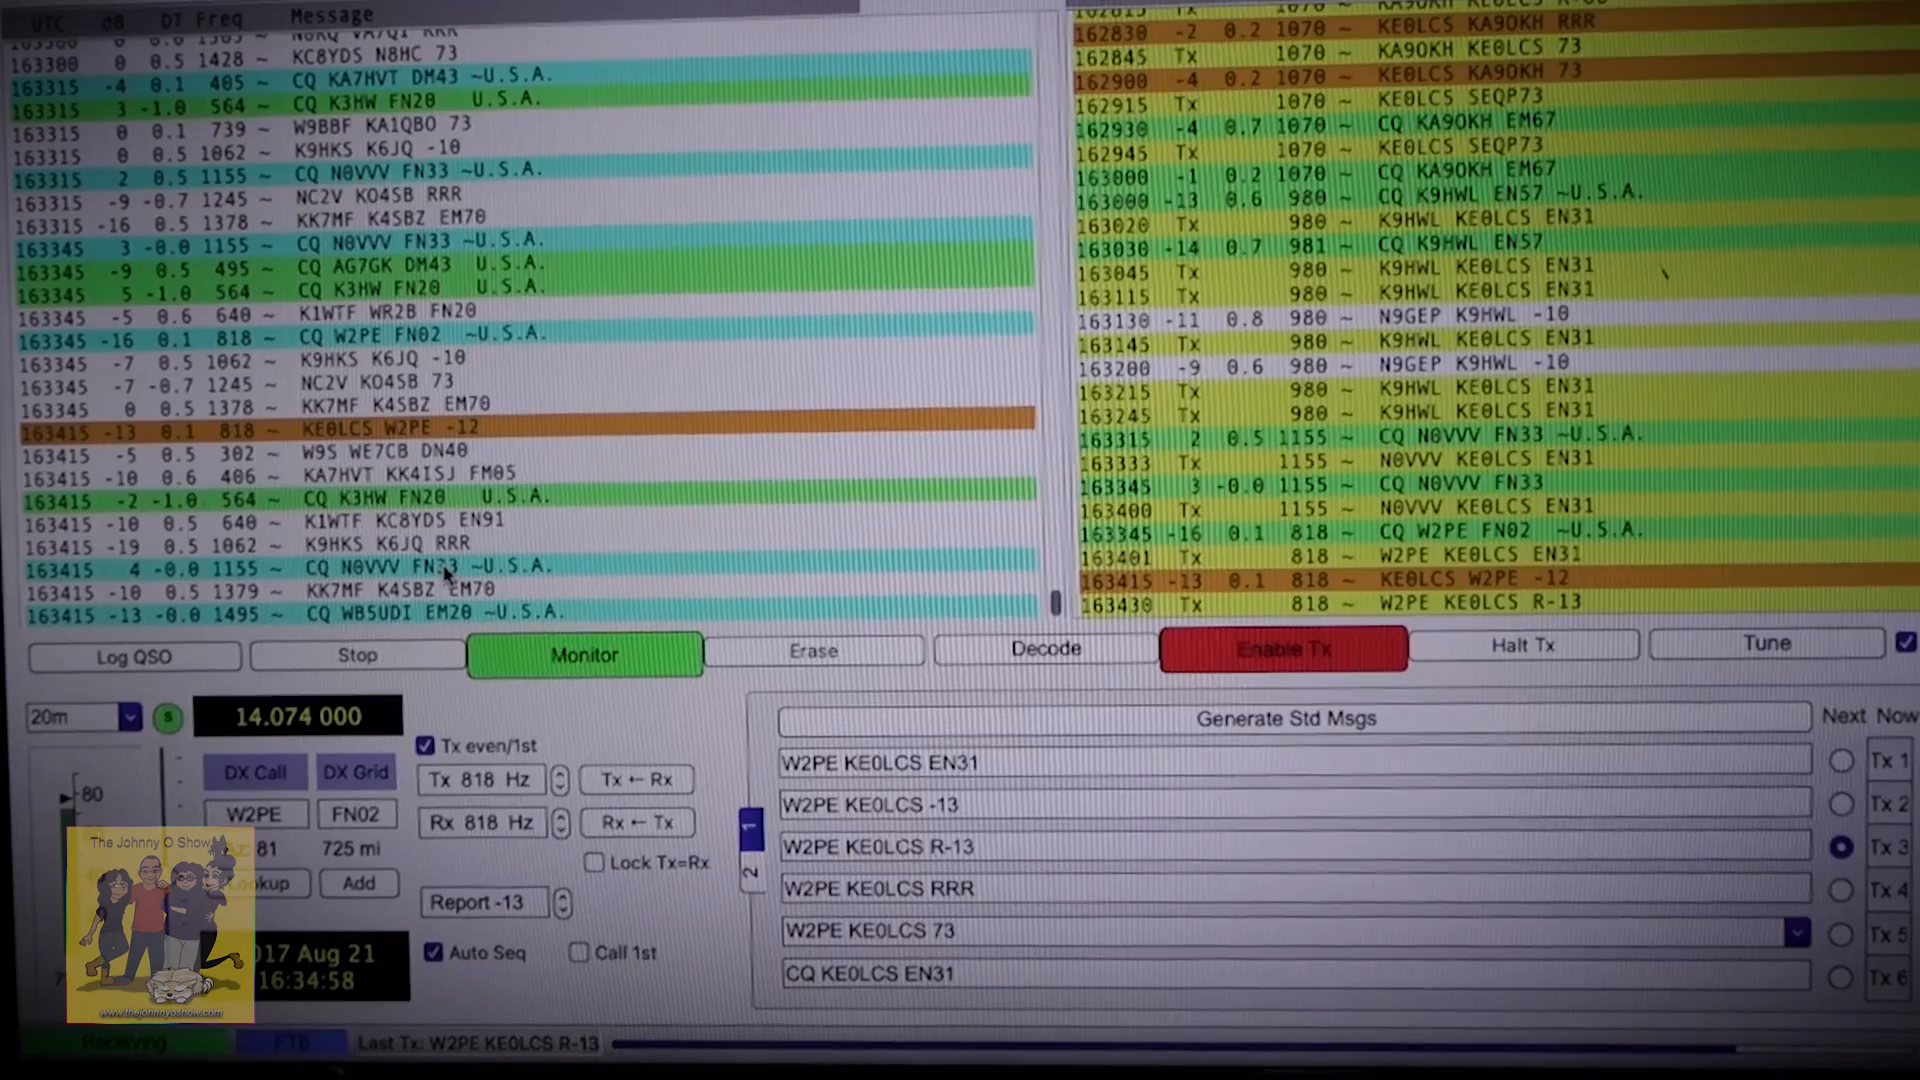 UTC dB DT Freq Message
163300 0 0.5 1428 ~ KC8YDS N8HC 73
163315 -4 0.1 405 ~ CQ KA7HVT DM43 ~U.S.A.
163315 3 -1.0 564 ~ CQ K3HW FN20 U.S.A.
163315 0 0.1 739 ~ W9BBF KA1QBO 73
163315 0 0.5 1062 ~ K9HKS K6JQ -10
163315 2 0.5 1155 ~ CQ N0VVV FN33 ~U.S.A.
163315 -9 -0.7 1245 ~ NC2V KO4SB RRR
163315 -16 0.5 1378 ~ KK7MF K4SBZ EM70
163345 3 -0.0 1155 ~ CQ N0VVV FN33 ~U.S.A.
163345 -9 0.5 495 ~ CQ AG7GK DM43 U.S.A.
163345 5 -1.0 564 ~ CQ K3HW FN20 U.S.A.
163345 -5 0.6 640 ~ K1WTF WR2B FN20
163345 -16 0.1 818 ~ CQ W2PE FN02 ~U.S.A.
163345 -7 0.5 1062 ~ K9HKS K6JQ -10
163345 -7 -0.7 1245 ~ NC2V KO4SB 73
163345 0 0.5 1378 ~ KK7MF K4SBZ EM70
163415 -13 0.1 818 ~ KE0LCS W2PE -12
163415 -5 0.5 302 ~ W9S WE7CB DN40
163415 -10 0.6 406 ~ KA7HVT KK4ISJ FM05
163415 -2 -1.0 564 ~ CQ K3HW FN20 U.S.A.
163415 -10 0.5 640 ~ K1WTF KC8YDS EN91
163415 -19 0.5 1062 ~ K9HKS K6JQ RRR
163415 4 -0.0 1155 ~ CQ N0VVV FN33 ~U.S.A.
163415 -10 0.5 1379 ~ KK7MF K4SBZ EM70
163415 -13 -0.0 1495 ~ CQ WB5UDI EM20 ~U.S.A.
162830 -2 0.2 1070 ~ KE0LCS KA9OKH RRR
162845 Tx 1070 ~ KA9OKH KE0LCS 73
162900 -4 0.2 1070 ~ KE0LCS KA9OKH 73
162915 Tx 1070 ~ KE0LCS SEQP73
162930 -4 0.7 1070 ~ CQ KA9OKH EM67
162945 Tx 1070 ~ KE0LCS SEQP73
163000 -1 0.2 1070 ~ CQ KA9OKH EM67
163000 -13 0.6 980 ~ CQ K9HWL EN57 ~U.S.A.
163020 Tx 980 ~ K9HWL KE0LCS EN31
163030 -14 0.7 981 ~ CQ K9HWL EN57
163045 Tx 980 ~ K9HWL KE0LCS EN31
163115 Tx 980 ~ K9HWL KE0LCS EN31
163130 -11 0.8 980 ~ N9GEP K9HWL -10
163145 Tx 980 ~ K9HWL KE0LCS EN31
163200 -9 0.6 980 ~ N9GEP K9HWL -10
163215 Tx 980 ~ K9HWL KE0LCS EN31
163245 Tx 980 ~ K9HWL KE0LCS EN31
163315 2 0.5 1155 ~ CQ N0VVV FN33 ~U.S.A.
163333 Tx 1155 ~ N0VVV KE0LCS EN31
163345 3 -0.0 1155 ~ CQ N0VVV FN33
163400 Tx 1155 ~ N0VVV KE0LCS EN31
163345 -16 0.1 818 ~ CQ W2PE FN02 ~U.S.A.
163401 Tx 818 ~ W2PE KE0LCS EN31
163415 -13 0.1 818 ~ KE0LCS W2PE -12
163430 Tx 818 ~ W2PE KE0LCS R-13
Log QSO Stop Monitor Erase Decode Enable Tx Halt Tx Tune
20m S 14.074 000
Tx even/1st
DX Call DX Grid
Tx 818 Hz Tx ← Rx
W2PE FN02
Rx 818 Hz Rx ← Tx
81 725 mi
Lock Tx=Rx
Add
Report -13
Auto Seq Call 1st
017 Aug 21
16:34:58
80
1
2
Generate Std Msgs Next Now
W2PE KE0LCS EN31 Tx 1
W2PE KE0LCS -13 Tx 2
W2PE KE0LCS R-13 Tx 3
W2PE KE0LCS RRR Tx 4
W2PE KE0LCS 73 Tx 5
CQ KE0LCS EN31 Tx 6
The Johnny O Show
www.thejohnnyoshow.com
Receiving FT8 Last Tx: W2PE KE0LCS R-13